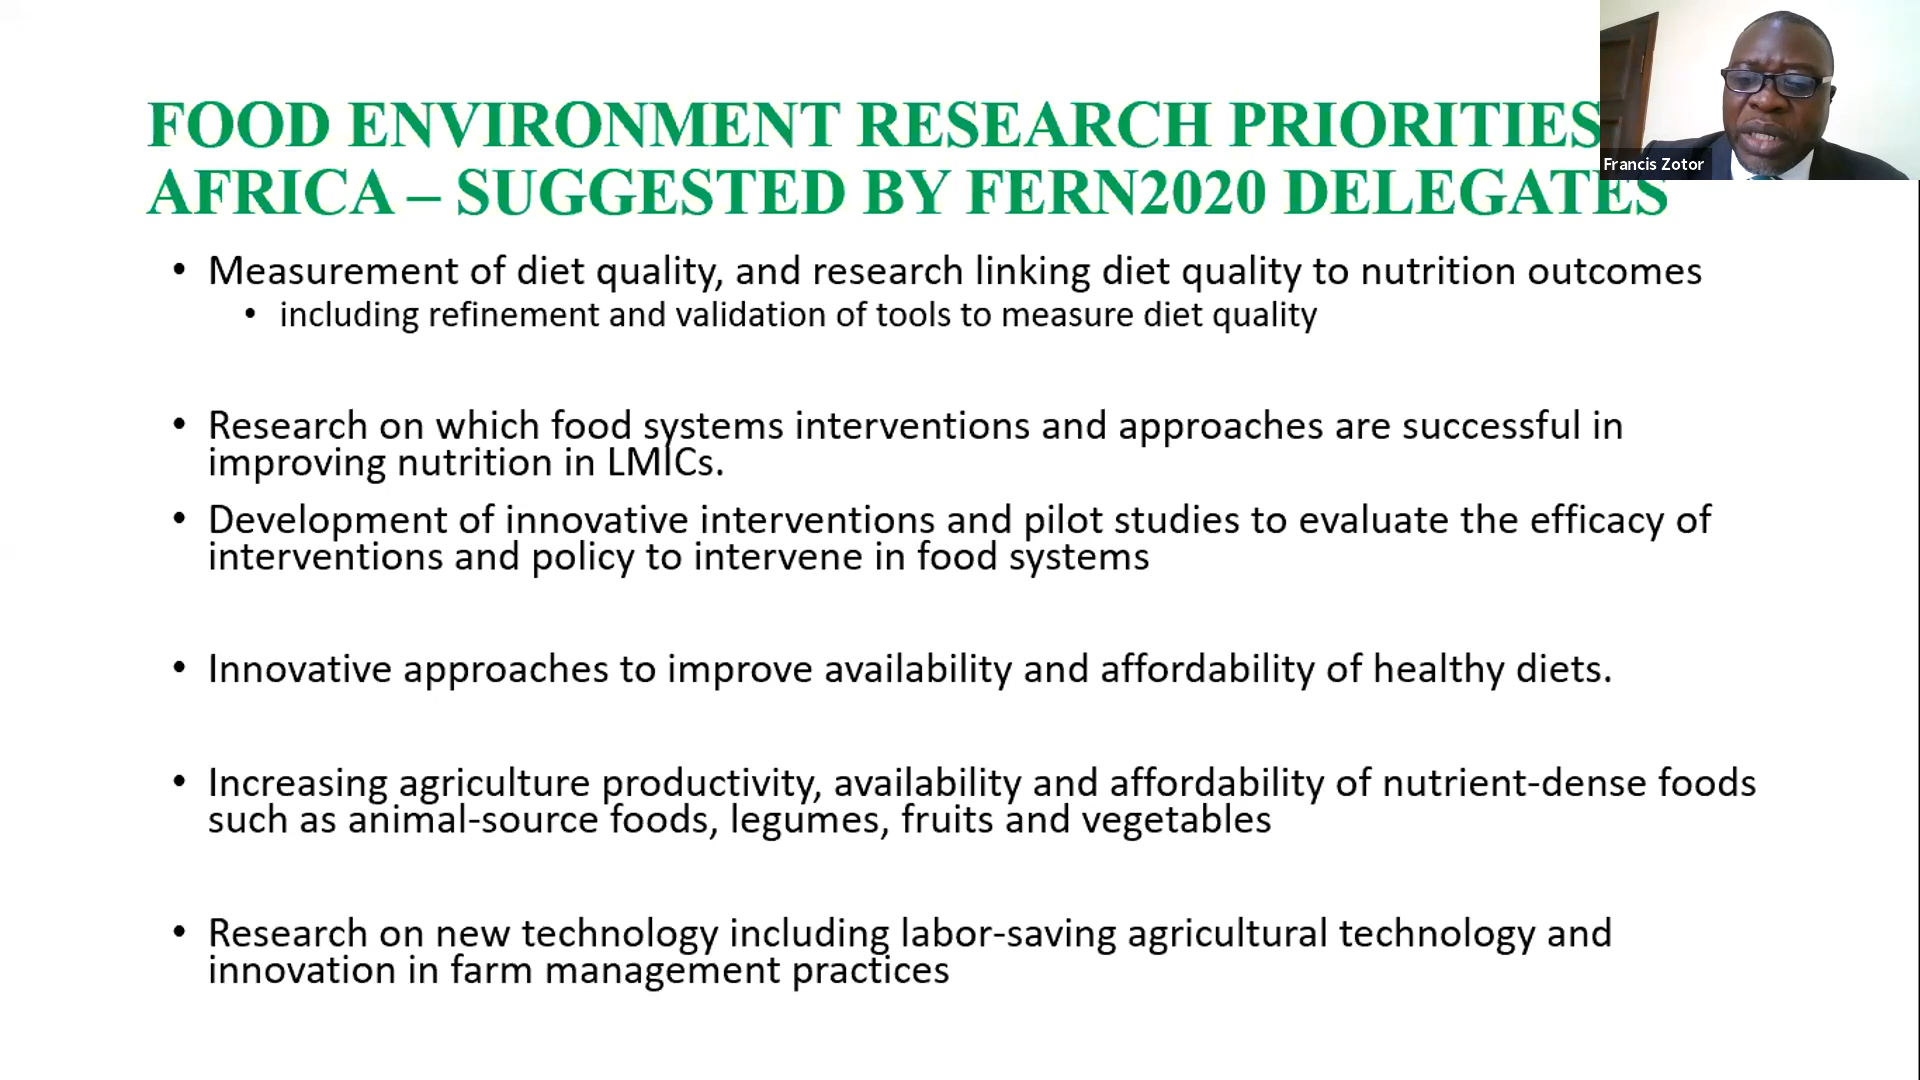 FOOD ENVIRONMENT RESEARCH PRIORITIES
AFRICA – SUGGESTED BY FERN2020 DELEGATES
Francis Zotor
• Measurement of diet quality, and research linking diet quality to nutrition outcomes
• including refinement and validation of tools to measure diet quality
• Research on which food systems interventions and approaches are successful in
improving nutrition in LMICs.
• Development of innovative interventions and pilot studies to evaluate the efficacy of
interventions and policy to intervene in food systems
• Innovative approaches to improve availability and affordability of healthy diets.
• Increasing agriculture productivity, availability and affordability of nutrient-dense foods
such as animal-source foods, legumes, fruits and vegetables
• Research on new technology including labor-saving agricultural technology and
innovation in farm management practices